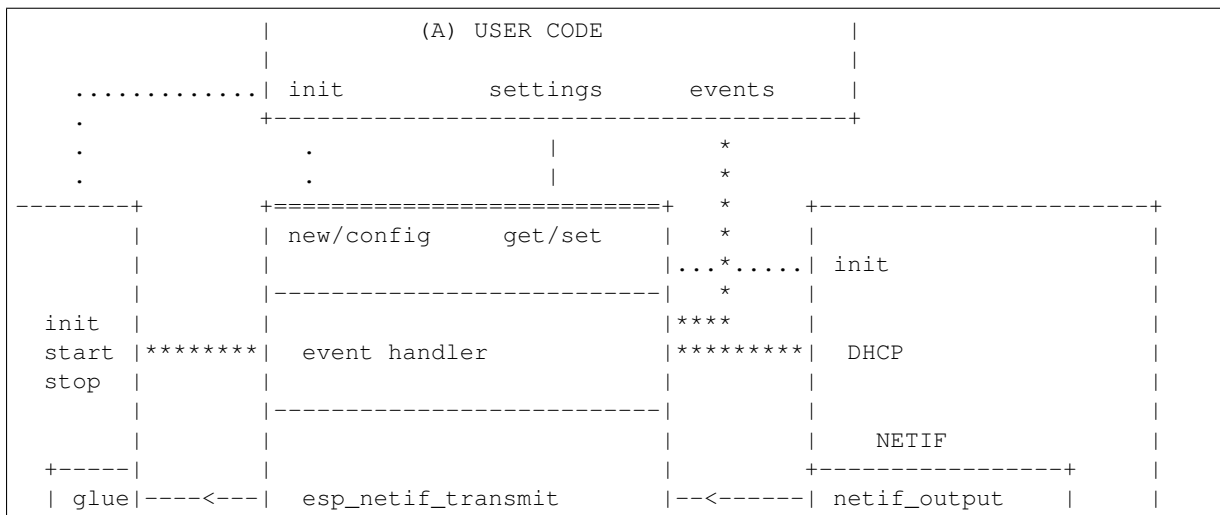 |          (A) USER CODE                 |
                  |                                        |
    .............| init          settings      events     |
    .            +----------------------------------------+
    .               .                |           *
    .               .                |           *
--------+        +===========================+   *     +-----------------------+
        |        | new/config     get/set    |   *     |                       |
        |        |                           |...*.....| init                  |
        |        |---------------------------|   *     |                       |
  init  |        |                           |****     |                       |
  start |********|  event handler            |*********|  DHCP                 |
  stop  |        |                           |         |                       |
        |        |---------------------------|         |                       |
        |        |                           |         |    NETIF              |
  +-----|        |                           |         +-----------------+     |
  | glue|----<---|  esp_netif_transmit       |--<------| netif_output    |     |